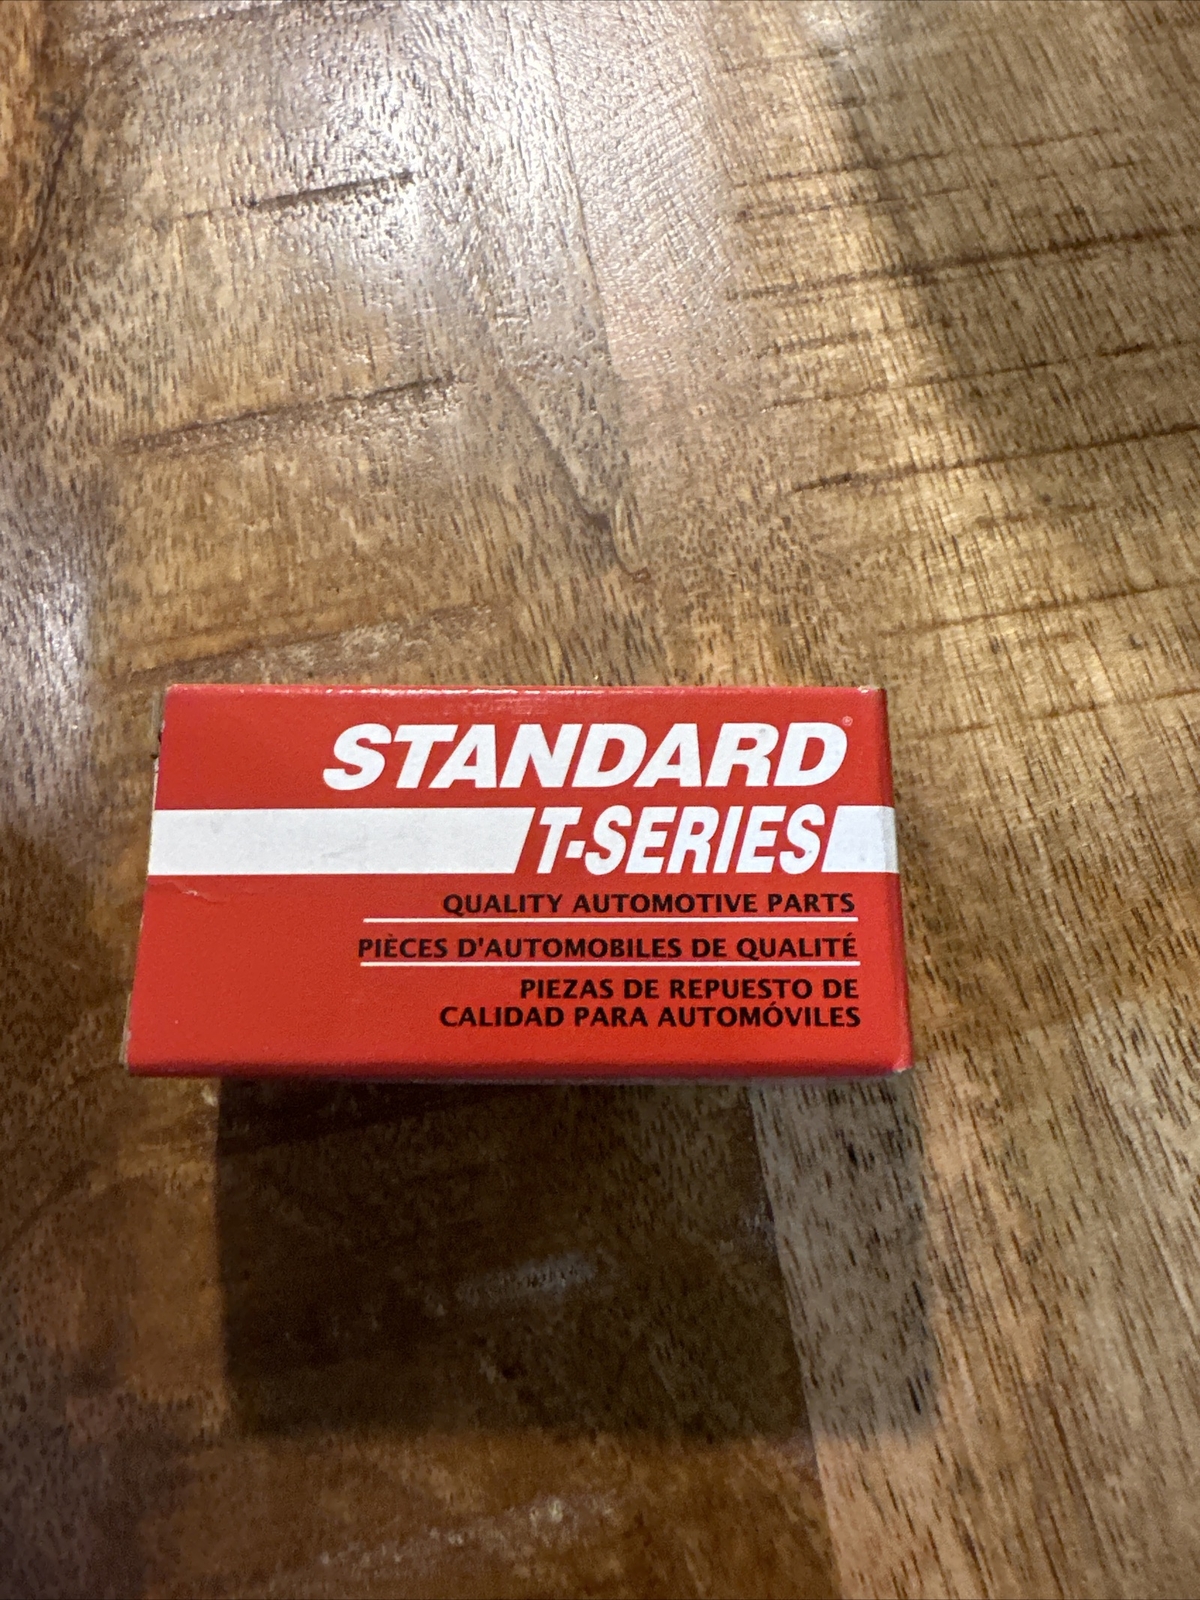 STANDARD®
T-SERIES
QUALITY AUTOMOTIVE PARTS
PIÈCES D'AUTOMOBILES DE QUALITÉ
PIEZAS DE REPUESTO DE
CALIDAD PARA AUTOMÓVILES